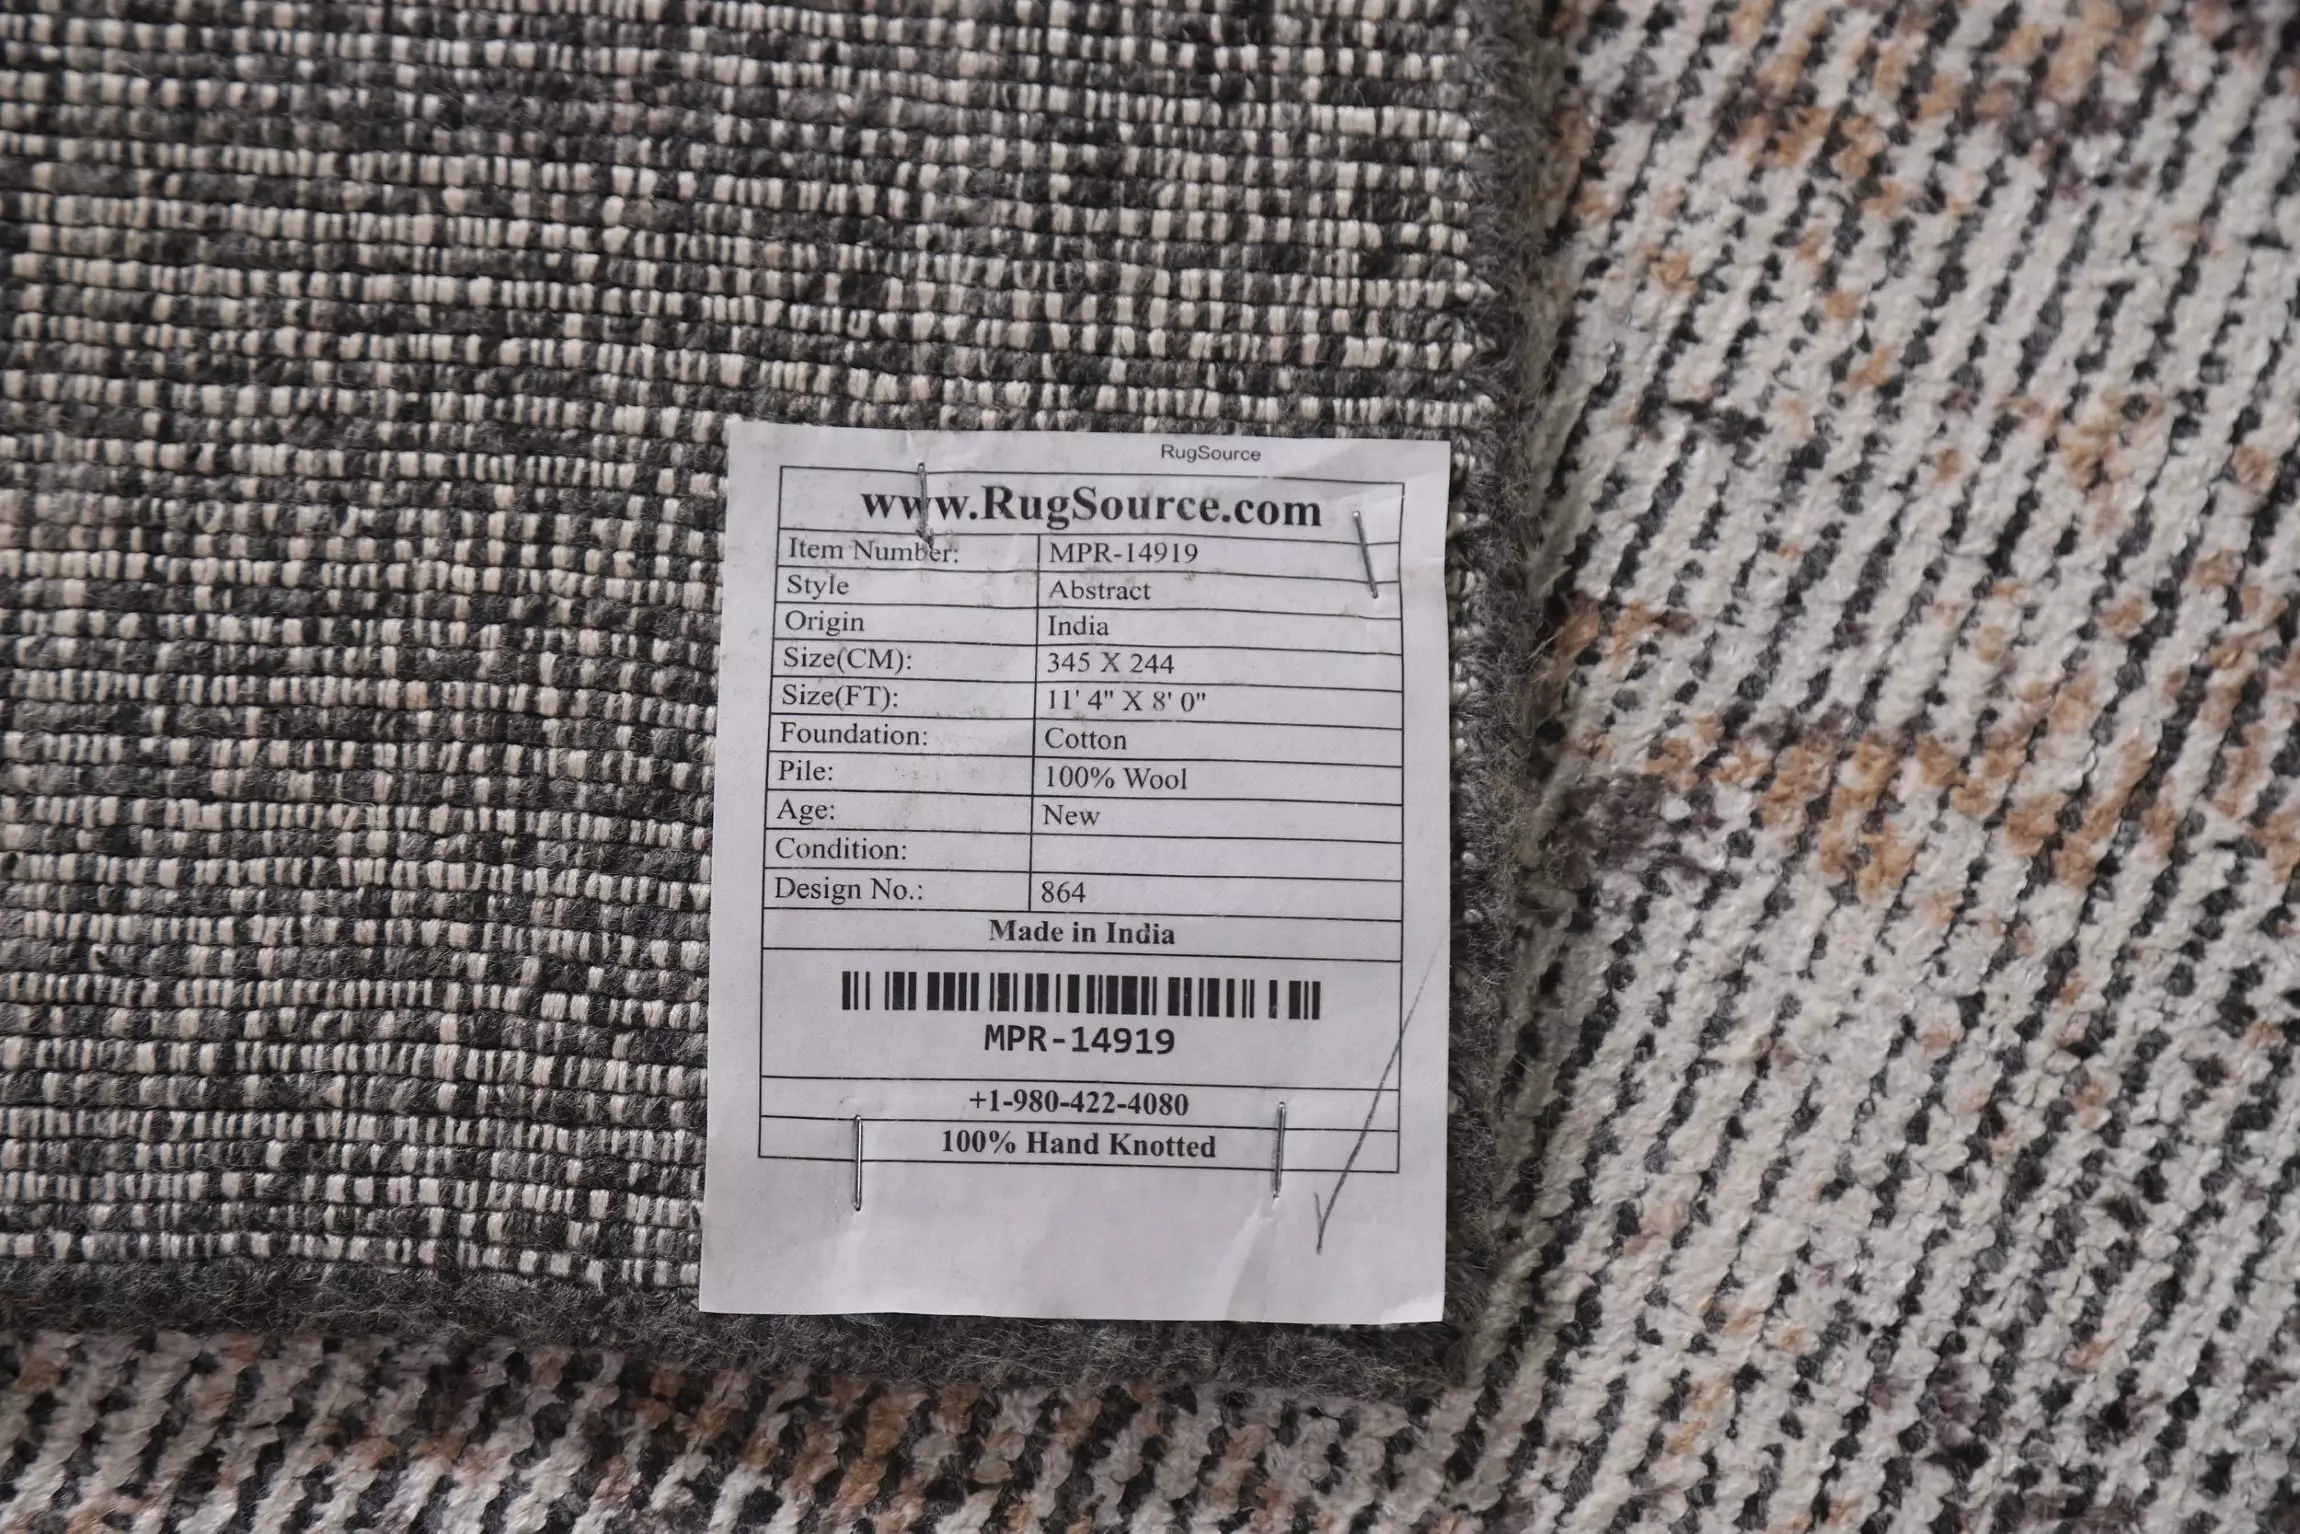 RugSource
www.RugSource.com
Item Number: MPR-14919
Style Abstract
Origin India
Size(CM): 345 X 244
Size(FT): 11' 4" X 8' 0"
Foundation: Cotton
Pile: 100% Wool
Age: New
Condition:
Design No.: 864
Made in India
MPR-14919
+1-980-422-4080
100% Hand Knotted